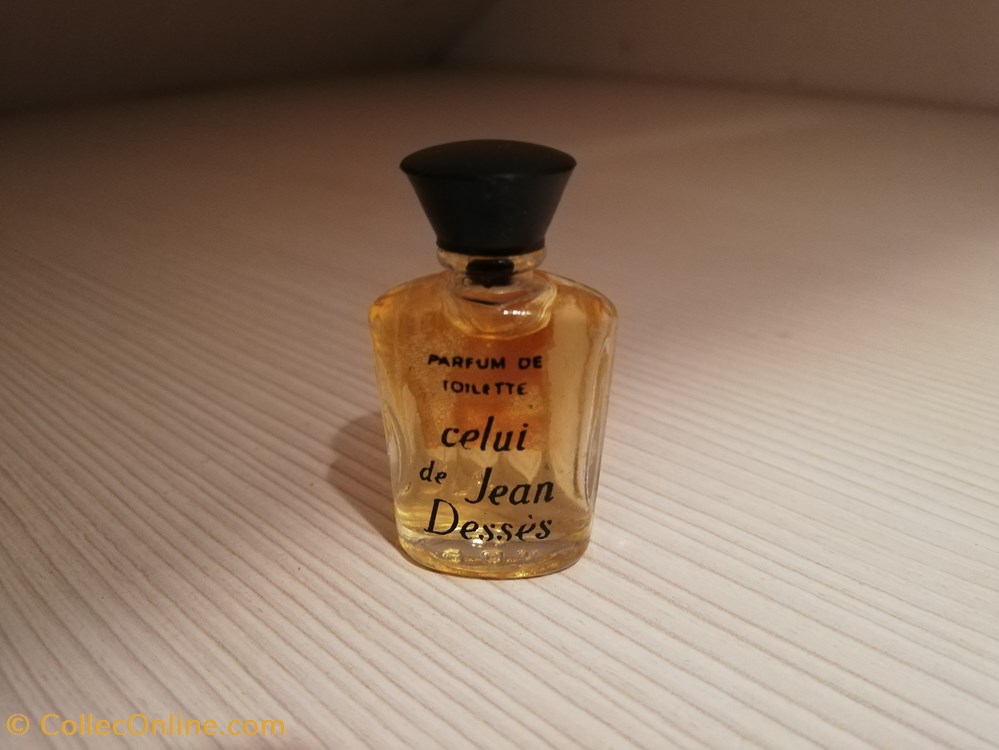 PARFUM DE
TOILETTE
celui
de Jean
Dessès
© CollecOnline.com